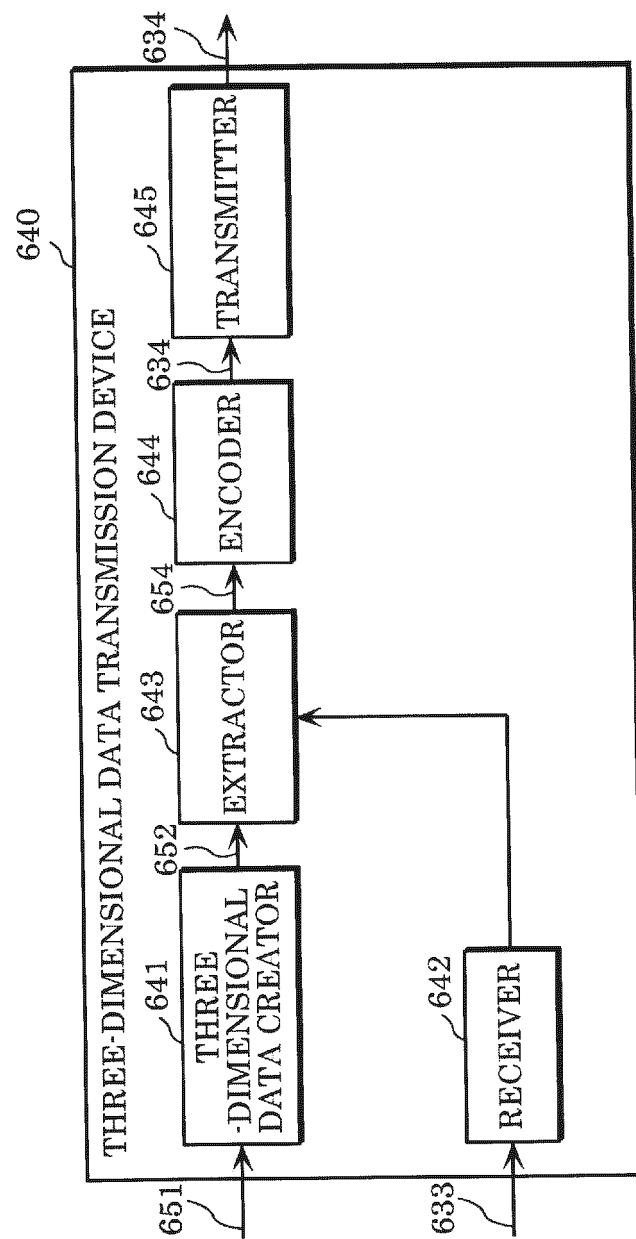 640
THREE-DIMENSIONAL DATA TRANSMISSION DEVICE
651
641
THREE
-DIMENSIONAL
DATA CREATOR
652
643
EXTRACTOR
654
644
ENCODER
634
645
TRANSMITTER
634
633
642
RECEIVER